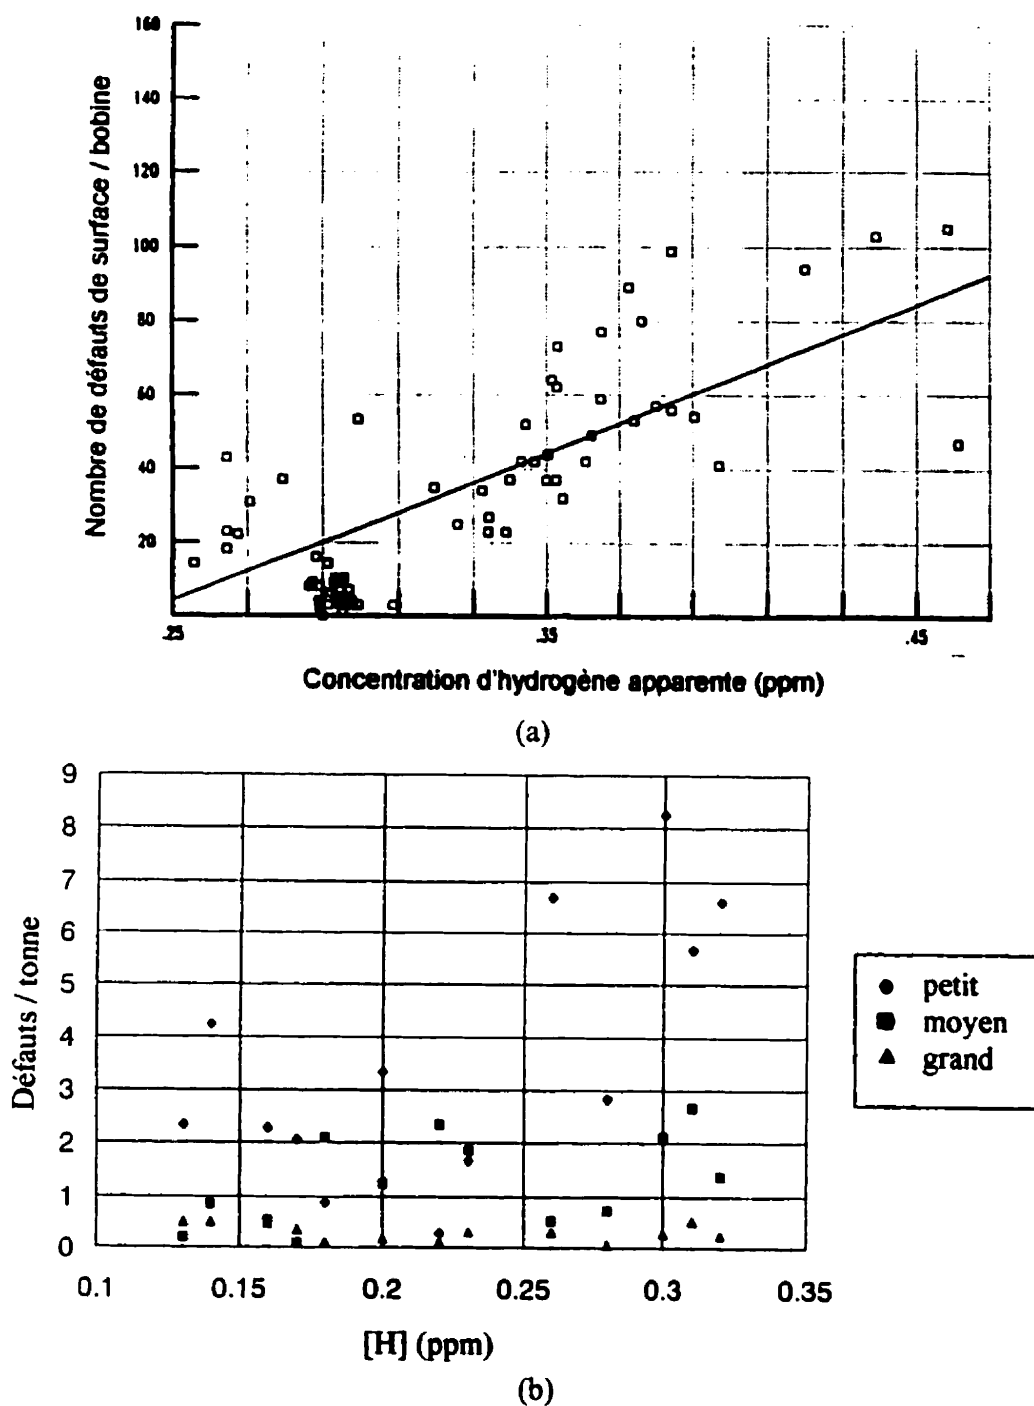 160
140
120
100
80
60
40
20
.25
.35
.45
Nombre de défauts de surface / bobine
Concentration d'hydrogène apparente (ppm)
(a)
9
8
7
6
5
4
3
2
1
0
0.1 0.15 0.2 0.25 0.3 0.35
Défauts / tonne
[H] (ppm)
petit
moyen
grand
(b)